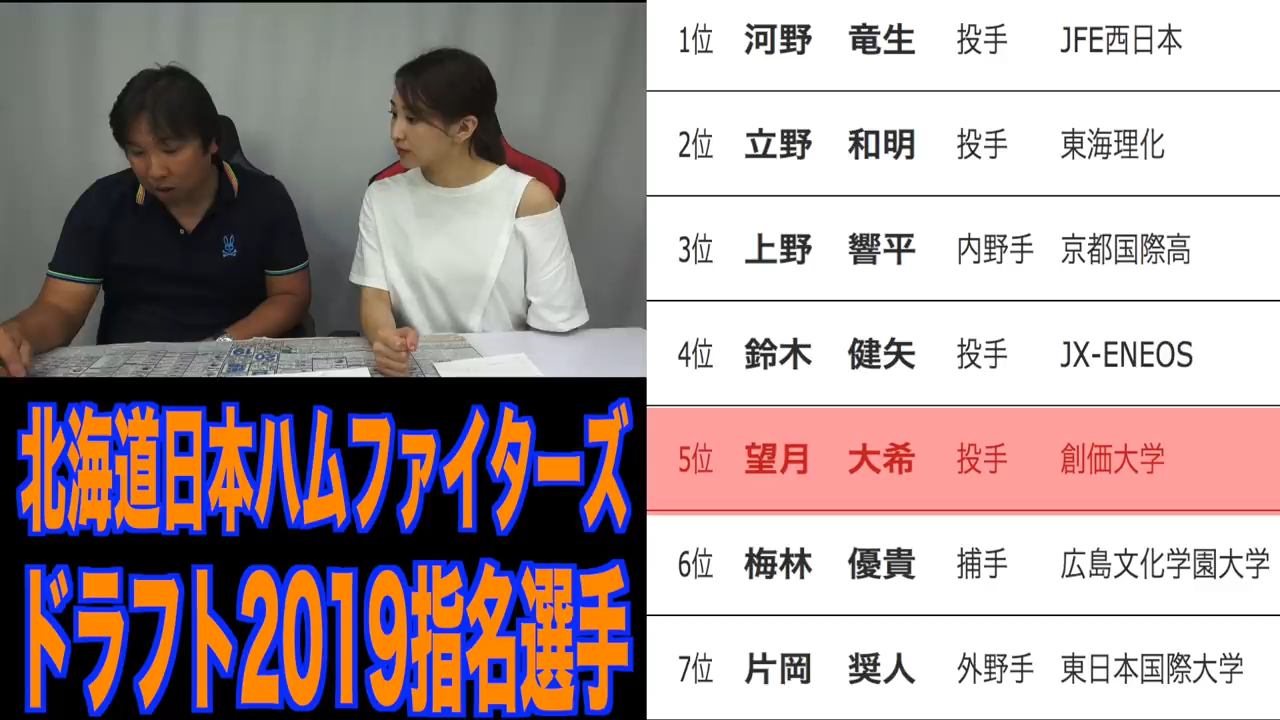 北海道日本ハムファイターズ
ドラフト2019指名選手
1位 河野 竜生 投手 JFE西日本
2位 立野 和明 投手 東海理化
3位 上野 響平 内野手 京都国際高
4位 鈴木 健矢 投手 JX-ENEOS
5位 望月 大希 投手 創価大学
6位 梅林 優貴 捕手 広島文化学園大学
7位 片岡 奨人 外野手 東日本国際大学